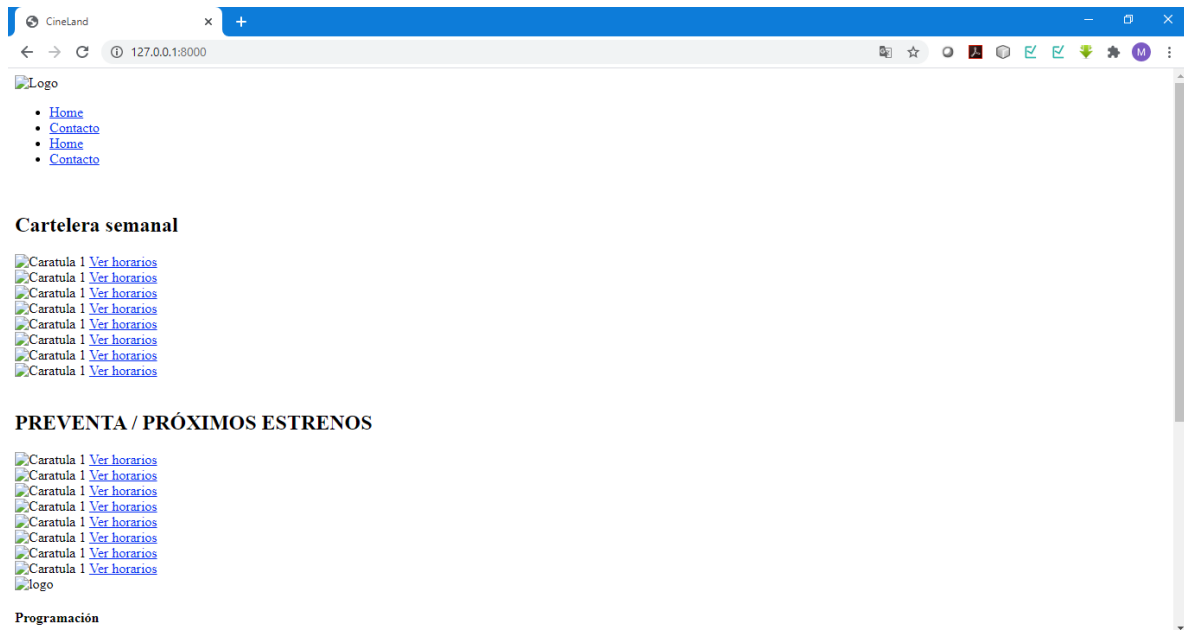 CineLand
127.0.0.1:8000
M
Logo
Home
Contacto
Home
Contacto
Cartelera semanal
Caratula 1 Ver horarios
Caratula 1 Ver horarios
Caratula 1 Ver horarios
Caratula 1 Ver horarios
Caratula 1 Ver horarios
Caratula 1 Ver horarios
Caratula 1 Ver horarios
Caratula 1 Ver horarios
PREVENTA / PRÓXIMOS ESTRENOS
Caratula 1 Ver horarios
Caratula 1 Ver horarios
Caratula 1 Ver horarios
Caratula 1 Ver horarios
Caratula 1 Ver horarios
Caratula 1 Ver horarios
Caratula 1 Ver horarios
Caratula 1 Ver horarios
logo
Programación